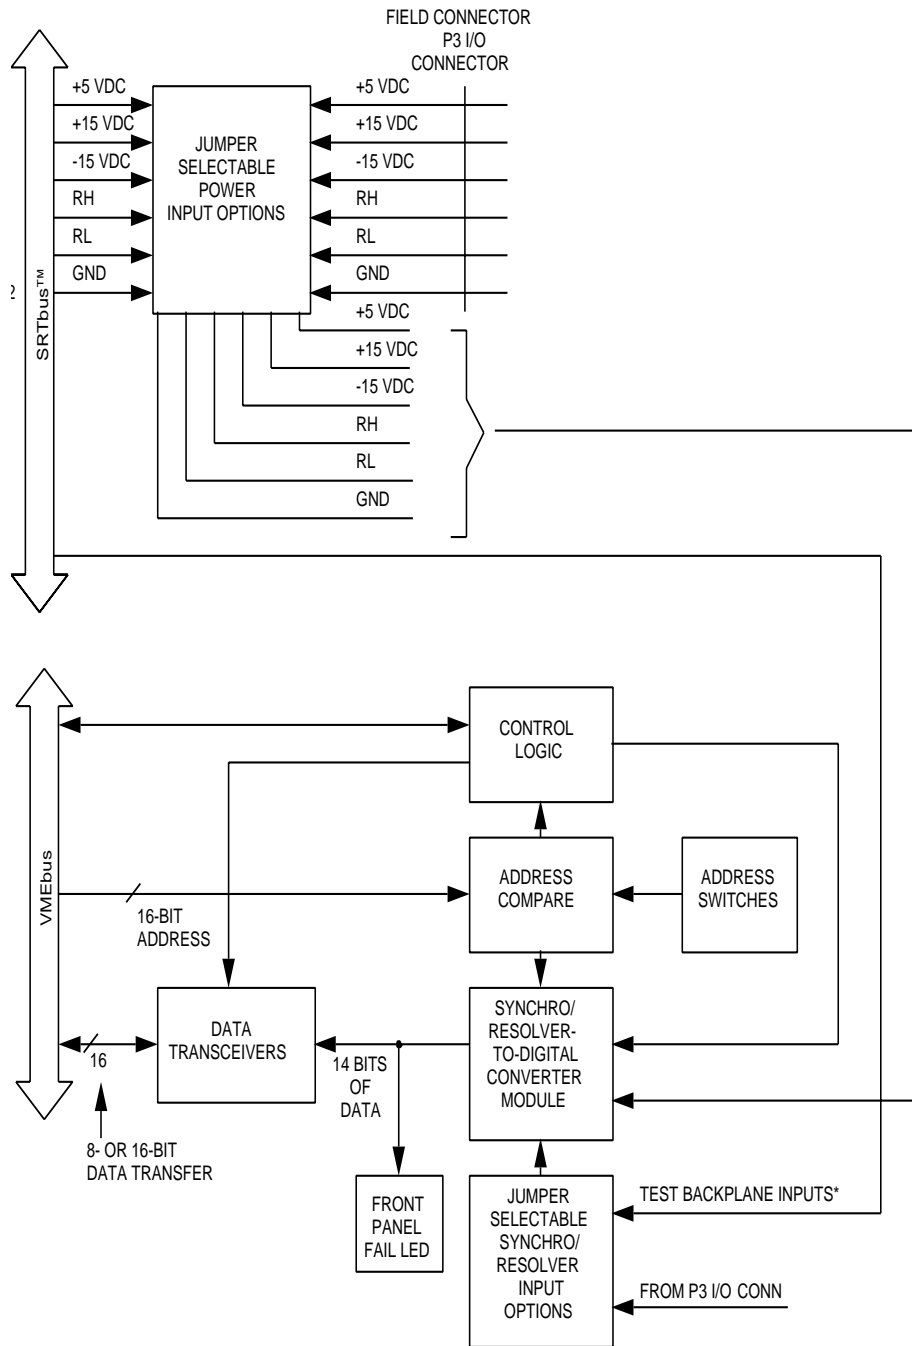 FIELD CONNECTOR
P3 I/O
CONNECTOR
+5 VDC
+15 VDC
-15 VDC
RH
RL
GND
JUMPER
SELECTABLE
POWER
INPUT OPTIONS
+5 VDC
+15 VDC
-15 VDC
RH
RL
GND
+5 VDC
+15 VDC
-15 VDC
RH
RL
GND
SRTbus™
VMEbus
CONTROL
LOGIC
ADDRESS
COMPARE
ADDRESS
SWITCHES
16-BIT
ADDRESS
DATA
TRANSCEIVERS
16
14 BITS
OF
DATA
SYNCHRO/
RESOLVER-
TO-DIGITAL
CONVERTER
MODULE
8- OR 16-BIT
DATA TRANSFER
FRONT
PANEL
FAIL LED
JUMPER
SELECTABLE
SYNCHRO/
RESOLVER
INPUT
OPTIONS
TEST BACKPLANE INPUTS*
FROM P3 I/O CONN